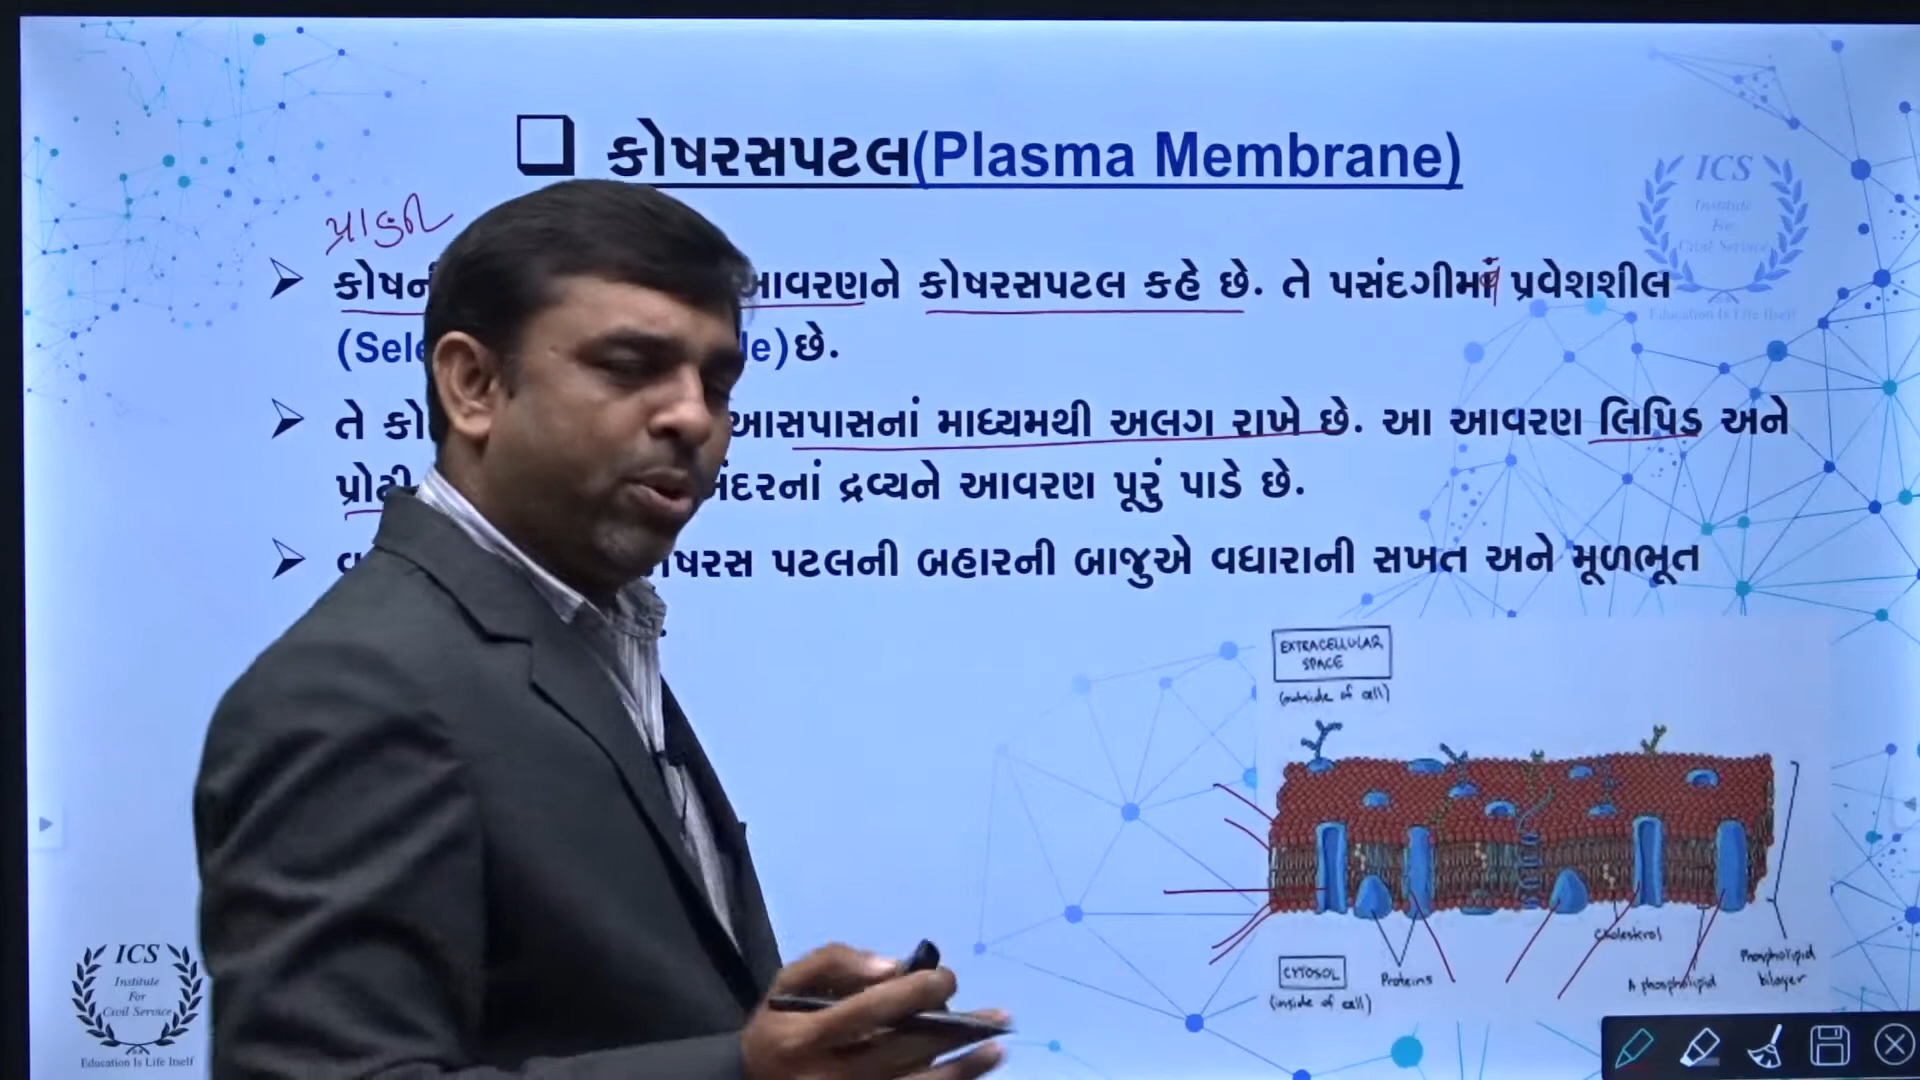 ❑ કોષરસપટલ(Plasma Membrane)
ICS
Institute
For
Civil Service
Education Is Life Itself
પ્રાણી
➢ કોષની આવરણને કોષરસપટલ કહે છે. તે પસંદગીમાં પ્રવેશશીલ
(Sele le) છે.
➢ તે કો આસપાસનાં માધ્યમથી અલગ રાખે છે. આ આવરણ લિપિડ અને
પ્રોટી અંદરનાં દ્રવ્યને આવરણ પૂરું પાડે છે.
➢ કોષરસ પટલની બહારની બાજુએ વધારાની સખત અને મૂળભૂત
EXTRACELLULAR
SPACE
(outside of cell)
Cholesterol
CYTOSOL
(inside of cell)
Proteins
A phospholipid
Phospholipid
bilayer
ICS
Institute
For
Civil Service
Education Is Life Itself